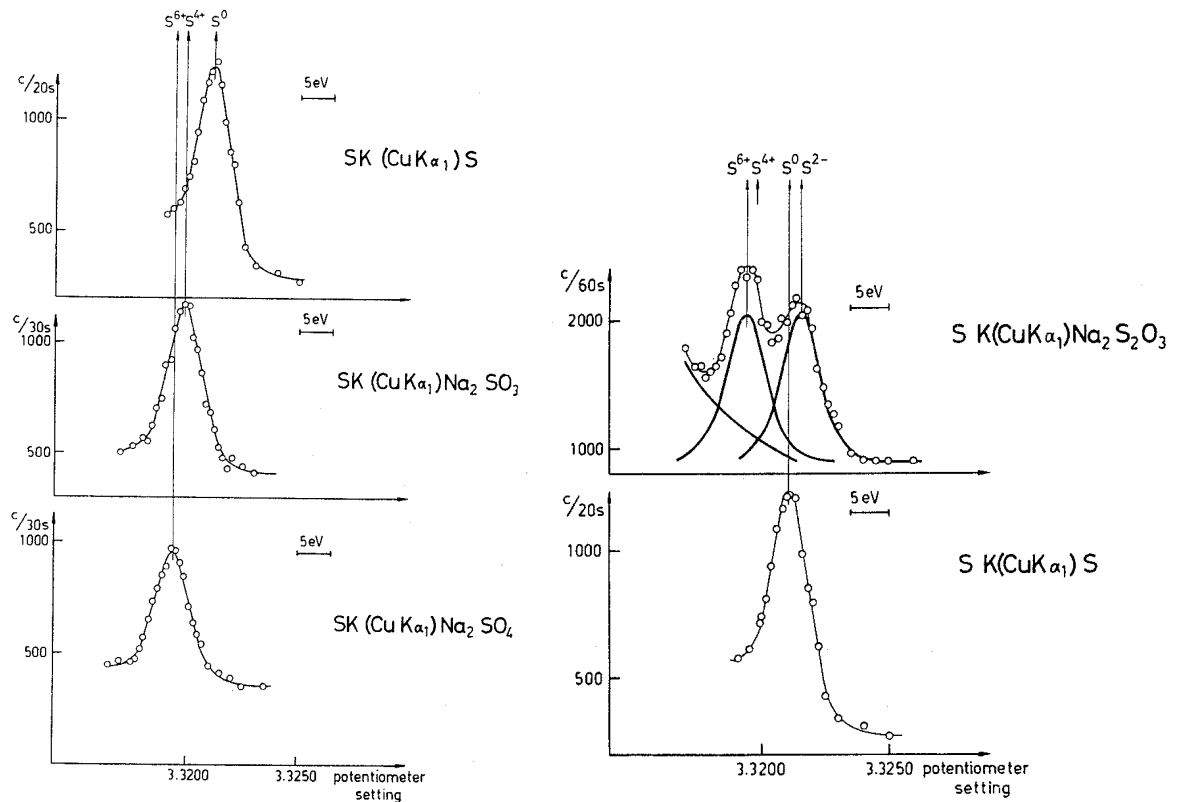 S⁶⁺ S⁴⁺ S⁰
c/20s
5eV
1000
500
SK (CuKα₁) S
c/30s
5eV
1000
500
SK (CuKα₁) Na₂ SO₃
c/30s
5eV
1000
500
SK (CuKα₁) Na₂ SO₄
3.3200 3.3250 potentiometer
setting
S⁶⁺ S⁴⁺ S⁰ S²⁻
c/60s
5eV
2000
1000
S K(CuKα₁) Na₂ S₂O₃
c/20s
5eV
1000
500
S K(CuKα₁) S
3.3200 3.3250 potentiometer
setting